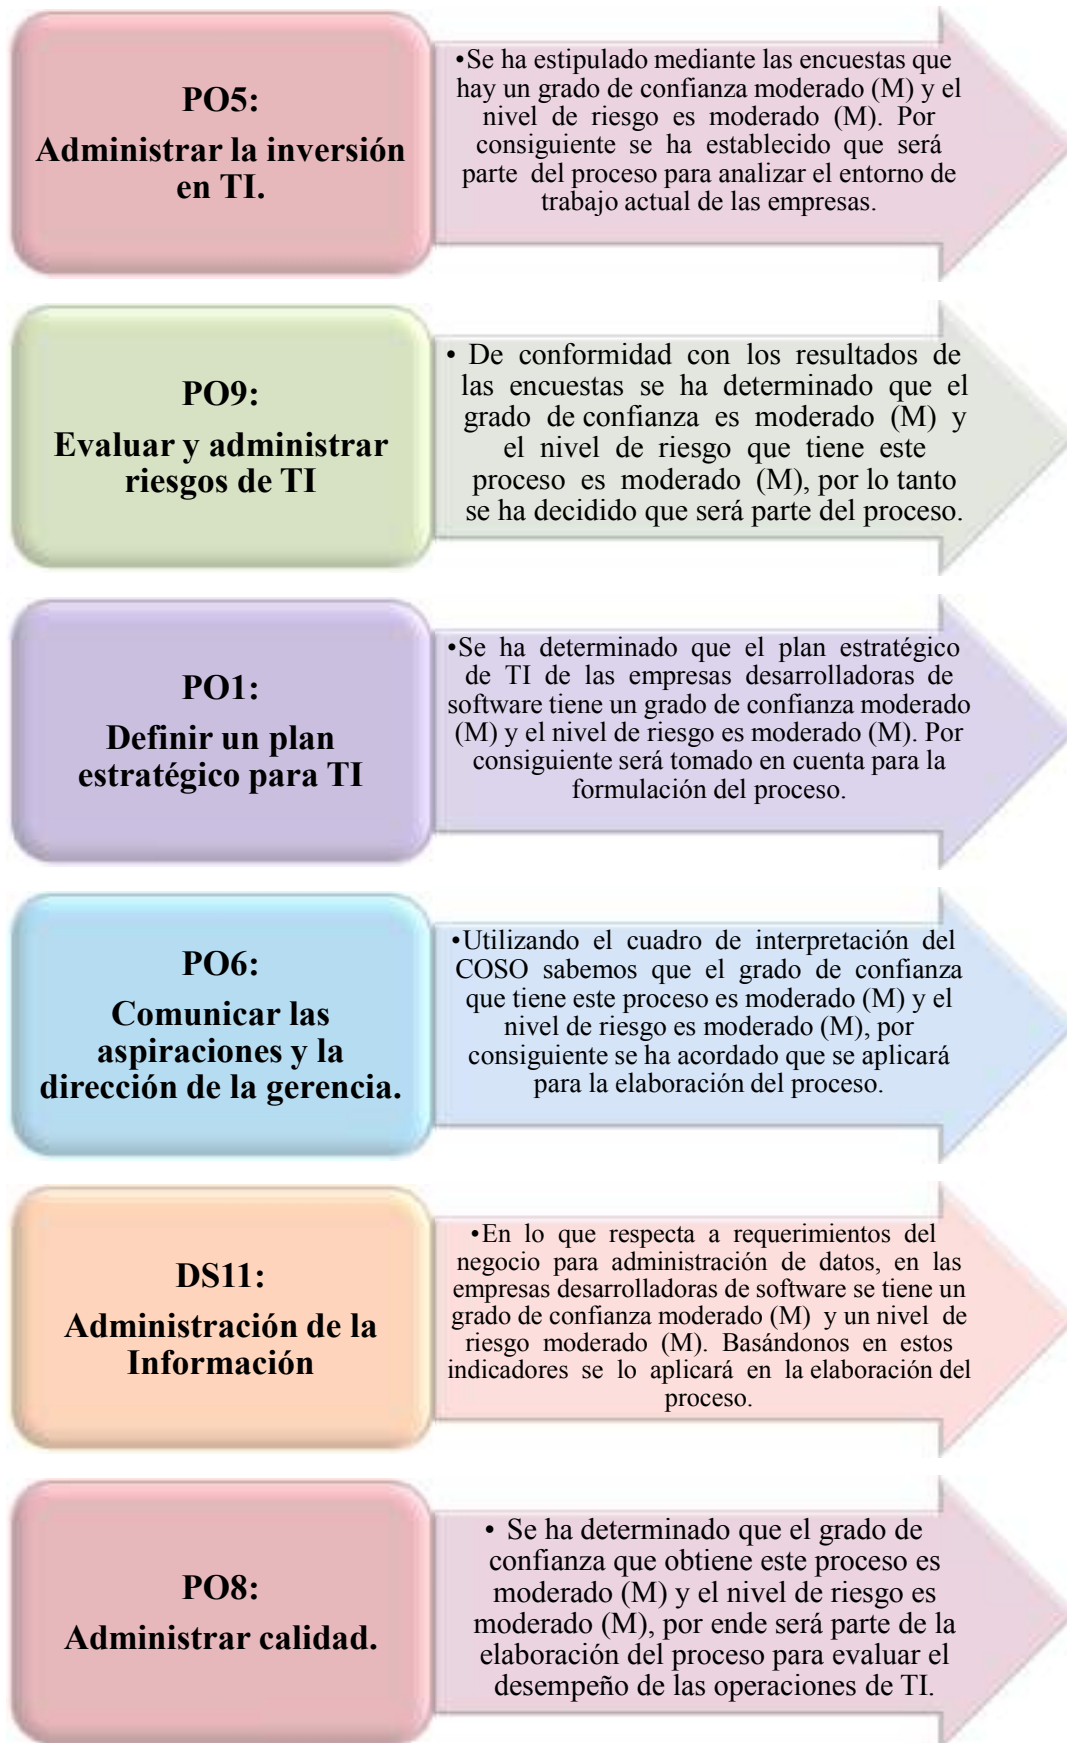 PO5:
Administrar la inversión
en TI.
•Se ha estipulado mediante las encuestas que
hay un grado de confianza moderado (M) y el
nivel de riesgo es moderado (M). Por
consiguiente se ha establecido que será
parte del proceso para analizar el entorno de
trabajo actual de las empresas.
PO9:
Evaluar y administrar
riesgos de TI
• De conformidad con los resultados de
las encuestas se ha determinado que el
grado de confianza es moderado (M) y
el nivel de riesgo que tiene este
proceso es moderado (M), por lo tanto
se ha decidido que será parte del proceso.
PO1:
Definir un plan
estratégico para TI
•Se ha determinado que el plan estratégico
de TI de las empresas desarrolladoras de
software tiene un grado de confianza moderado
(M) y el nivel de riesgo es moderado (M). Por
consiguiente será tomado en cuenta para la
formulación del proceso.
PO6:
Comunicar las
aspiraciones y la
dirección de la gerencia.
•Utilizando el cuadro de interpretación del
COSO sabemos que el grado de confianza
que tiene este proceso es moderado (M) y el
nivel de riesgo es moderado (M), por
consiguiente se ha acordado que se aplicará
para la elaboración del proceso.
DS11:
Administración de la
Información
•En lo que respecta a requerimientos del
negocio para administración de datos, en las
empresas desarrolladoras de software se tiene un
grado de confianza moderado (M) y un nivel de
riesgo moderado (M). Basándonos en estos
indicadores se lo aplicará en la elaboración del
proceso.
PO8:
Administrar calidad.
• Se ha determinado que el grado de
confianza que obtiene este proceso es
moderado (M) y el nivel de riesgo es
moderado (M), por ende será parte de la
elaboración del proceso para evaluar el
desempeño de las operaciones de TI.